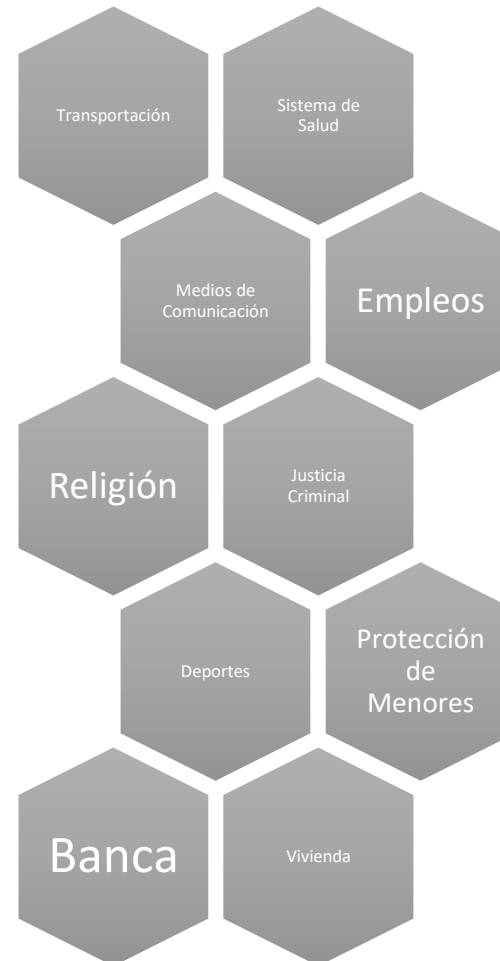 Transportación
Sistema de
Salud
Medios de
Comunicación
Empleos
Religión
Justicia
Criminal
Deportes
Protección
de
Menores
Banca
Vivienda